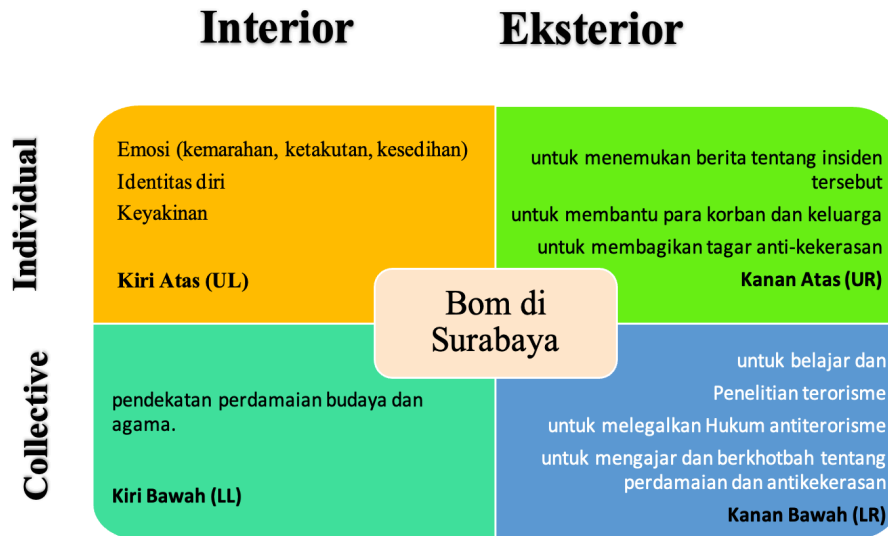 Interior
Eksterior
Individual
Emosi (kemarahan, ketakutan, kesedihan)
Identitas diri
Keyakinan
Kiri Atas (UL)
untuk menemukan berita tentang insiden
tersebut
untuk membantu para korban dan keluarga
untuk membagikan tagar anti-kekerasan
Kanan Atas (UR)
Bom di
Surabaya
Collective
pendekatan perdamaian budaya dan
agama.
Kiri Bawah (LL)
untuk belajar dan
Penelitian terorisme
untuk melegalkan Hukum antiterorisme
untuk mengajar dan berkhotbah tentang
perdamaian dan antikekerasan
Kanan Bawah (LR)